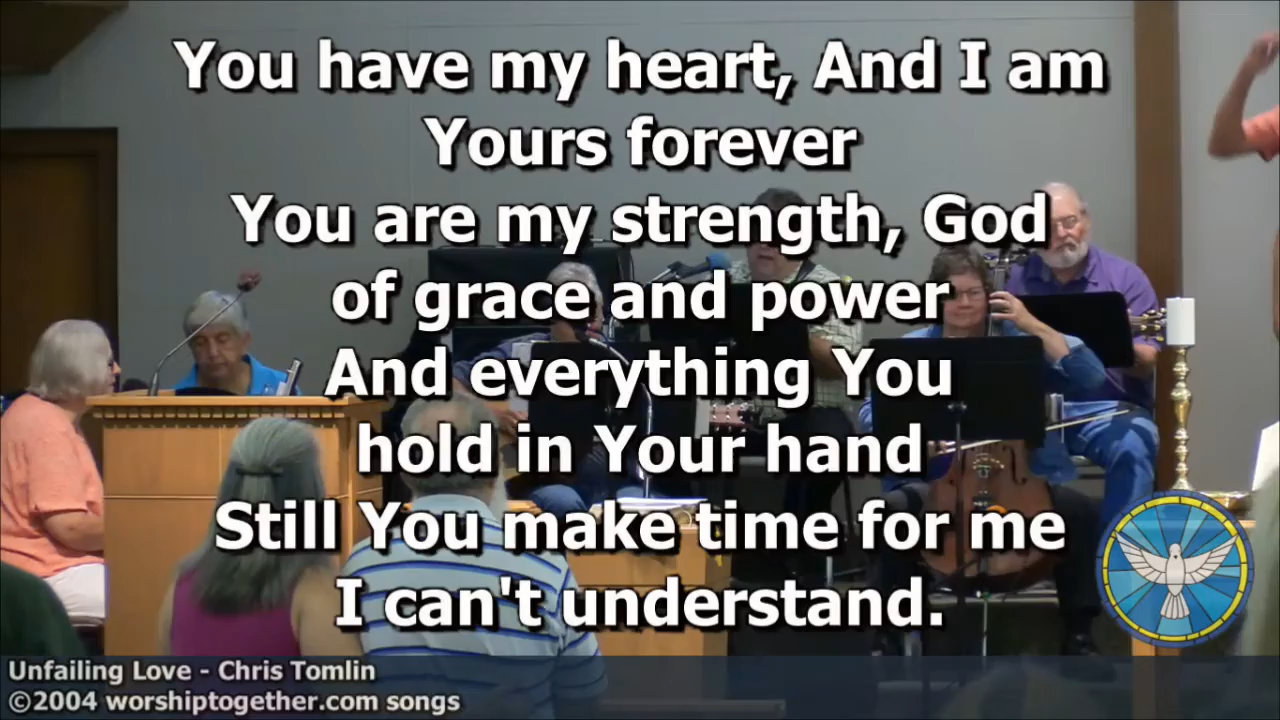 You have my heart, And I am
Yours forever
You are my strength, God
of grace and power
And everything You
hold in Your hand
Still You make time for me
I can't understand.
Unfailing Love - Chris Tomlin
©2004 worshiptogether.com songs